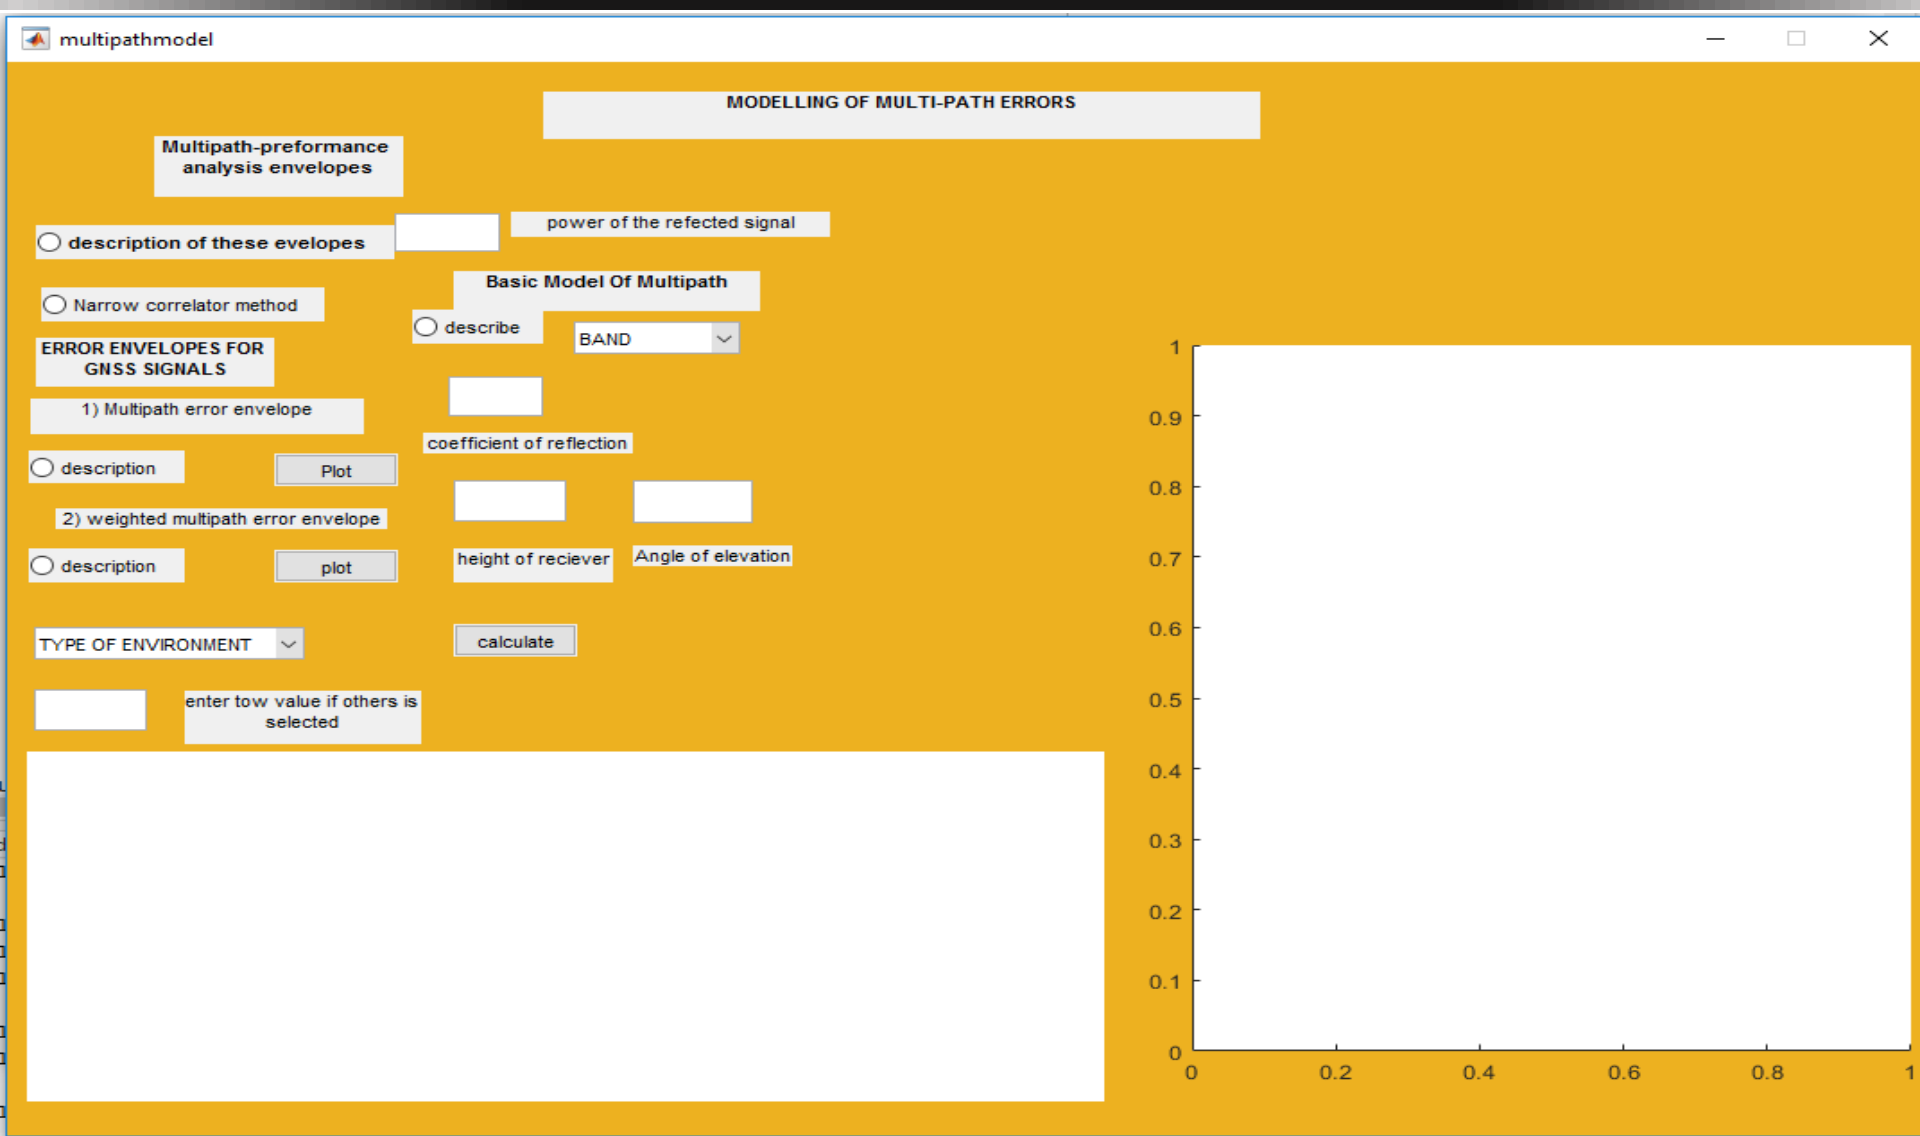 multipathmodel
MODELLING OF MULTI-PATH ERRORS
Multipath-preformance
analysis envelopes
description of these evelopes
power of the refected signal
Narrow correlator method
Basic Model Of Multipath
describe
BAND
ERROR ENVELOPES FOR
GNSS SIGNALS
1) Multipath error envelope
coefficient of reflection
description
Plot
2) weighted multipath error envelope
description
plot
height of reciever
Angle of elevation
TYPE OF ENVIRONMENT
calculate
enter tow value if others is
selected
1
0.9
0.8
0.7
0.6
0.5
0.4
0.3
0.2
0.1
0
0 0.2 0.4 0.6 0.8 1